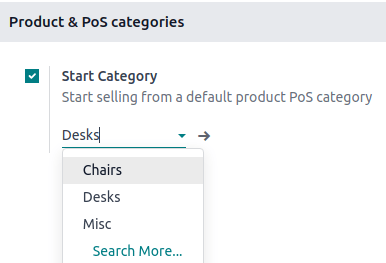 Product & PoS categories
Start Category
Start selling from a default product PoS category
Desks
Chairs
Desks
Misc
Search More...